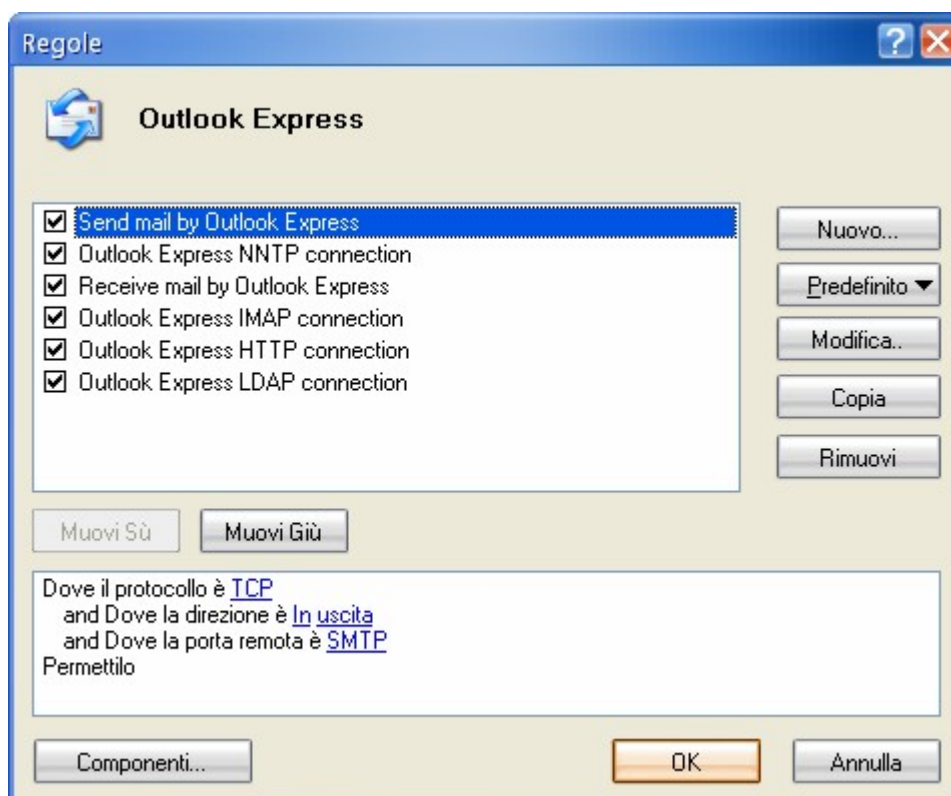 Regole
Outlook Express
Send mail by Outlook Express
Outlook Express NNTP connection
Receive mail by Outlook Express
Outlook Express IMAP connection
Outlook Express HTTP connection
Outlook Express LDAP connection
Nuovo...
Predefinito
Modifica..
Copia
Rimuovi
Muovi Sù
Muovi Giù
Dove il protocollo è TCP
and Dove la direzione è In uscita
and Dove la porta remota è SMTP
Permettilo
Componenti...
OK
Annulla